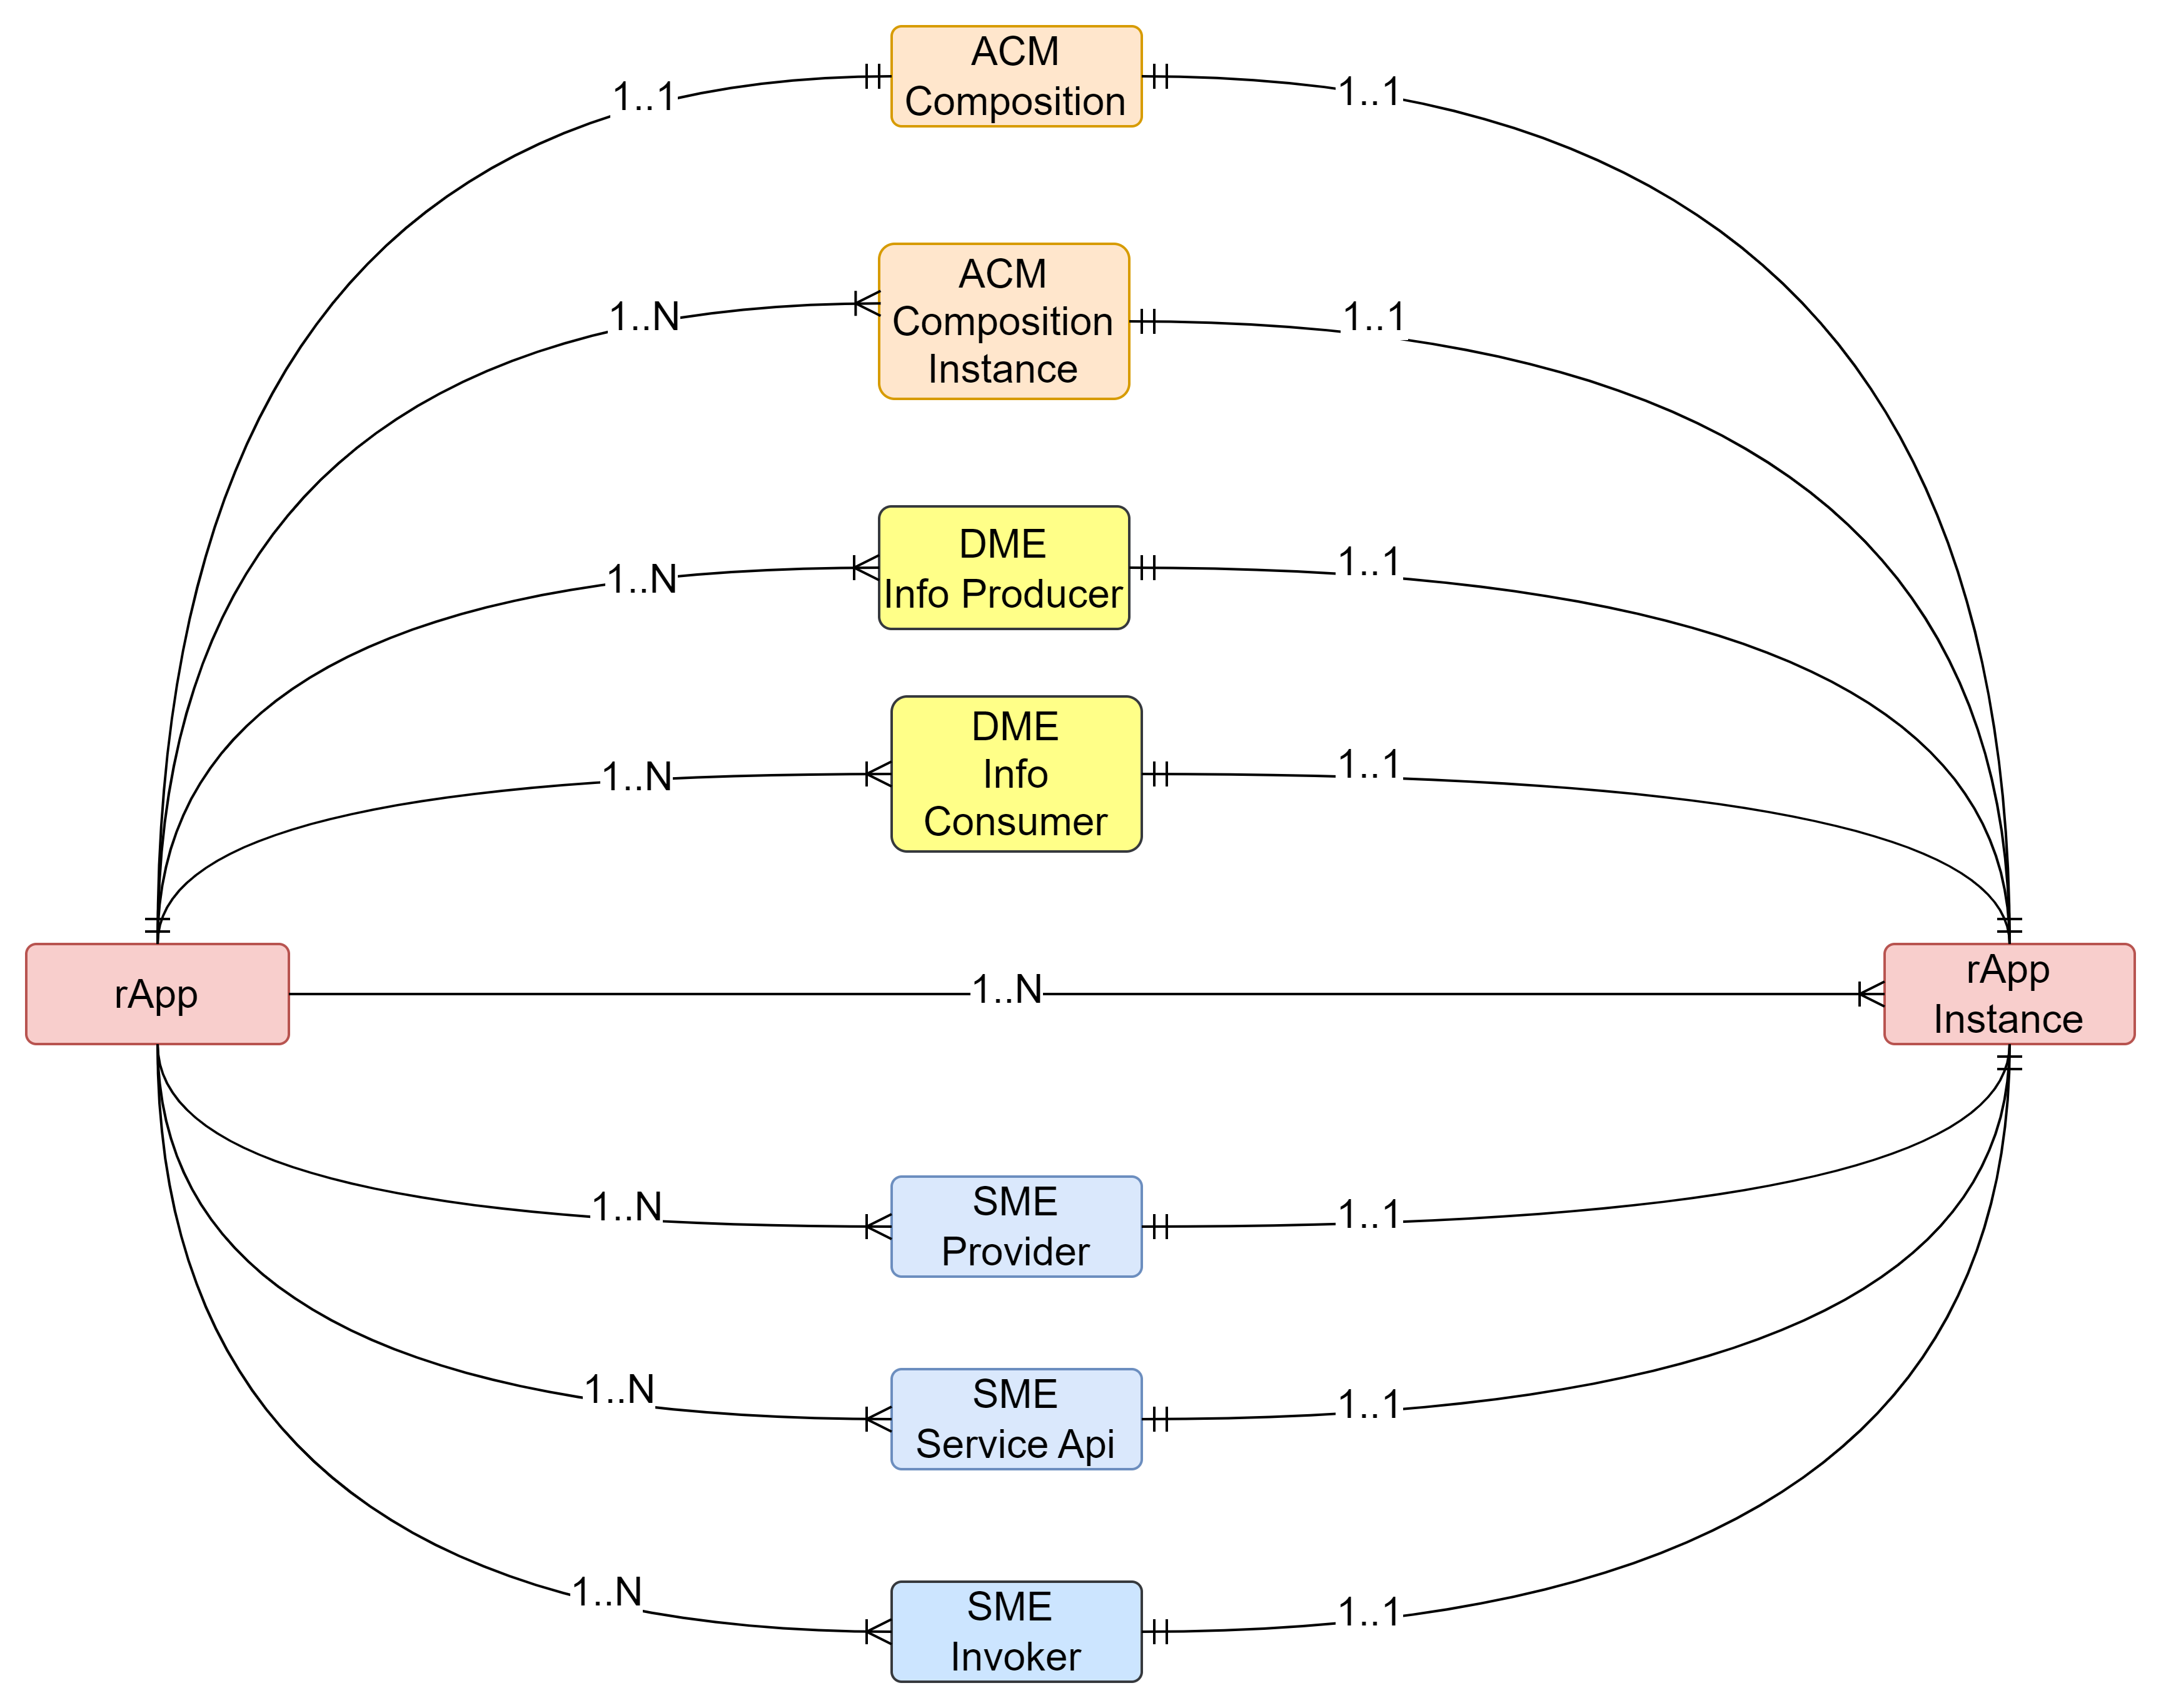 ACM
Composition
1..1
1..1
ACM
Composition
Instance
1..N
1..1
DME
Info Producer
1..N
1..1
DME
Info
Consumer
1..N
1..1
rApp
1..N
rApp
Instance
SME
Provider
1..N
1..1
SME
Service Api
1..N
1..1
SME
Invoker
1..N
1..1